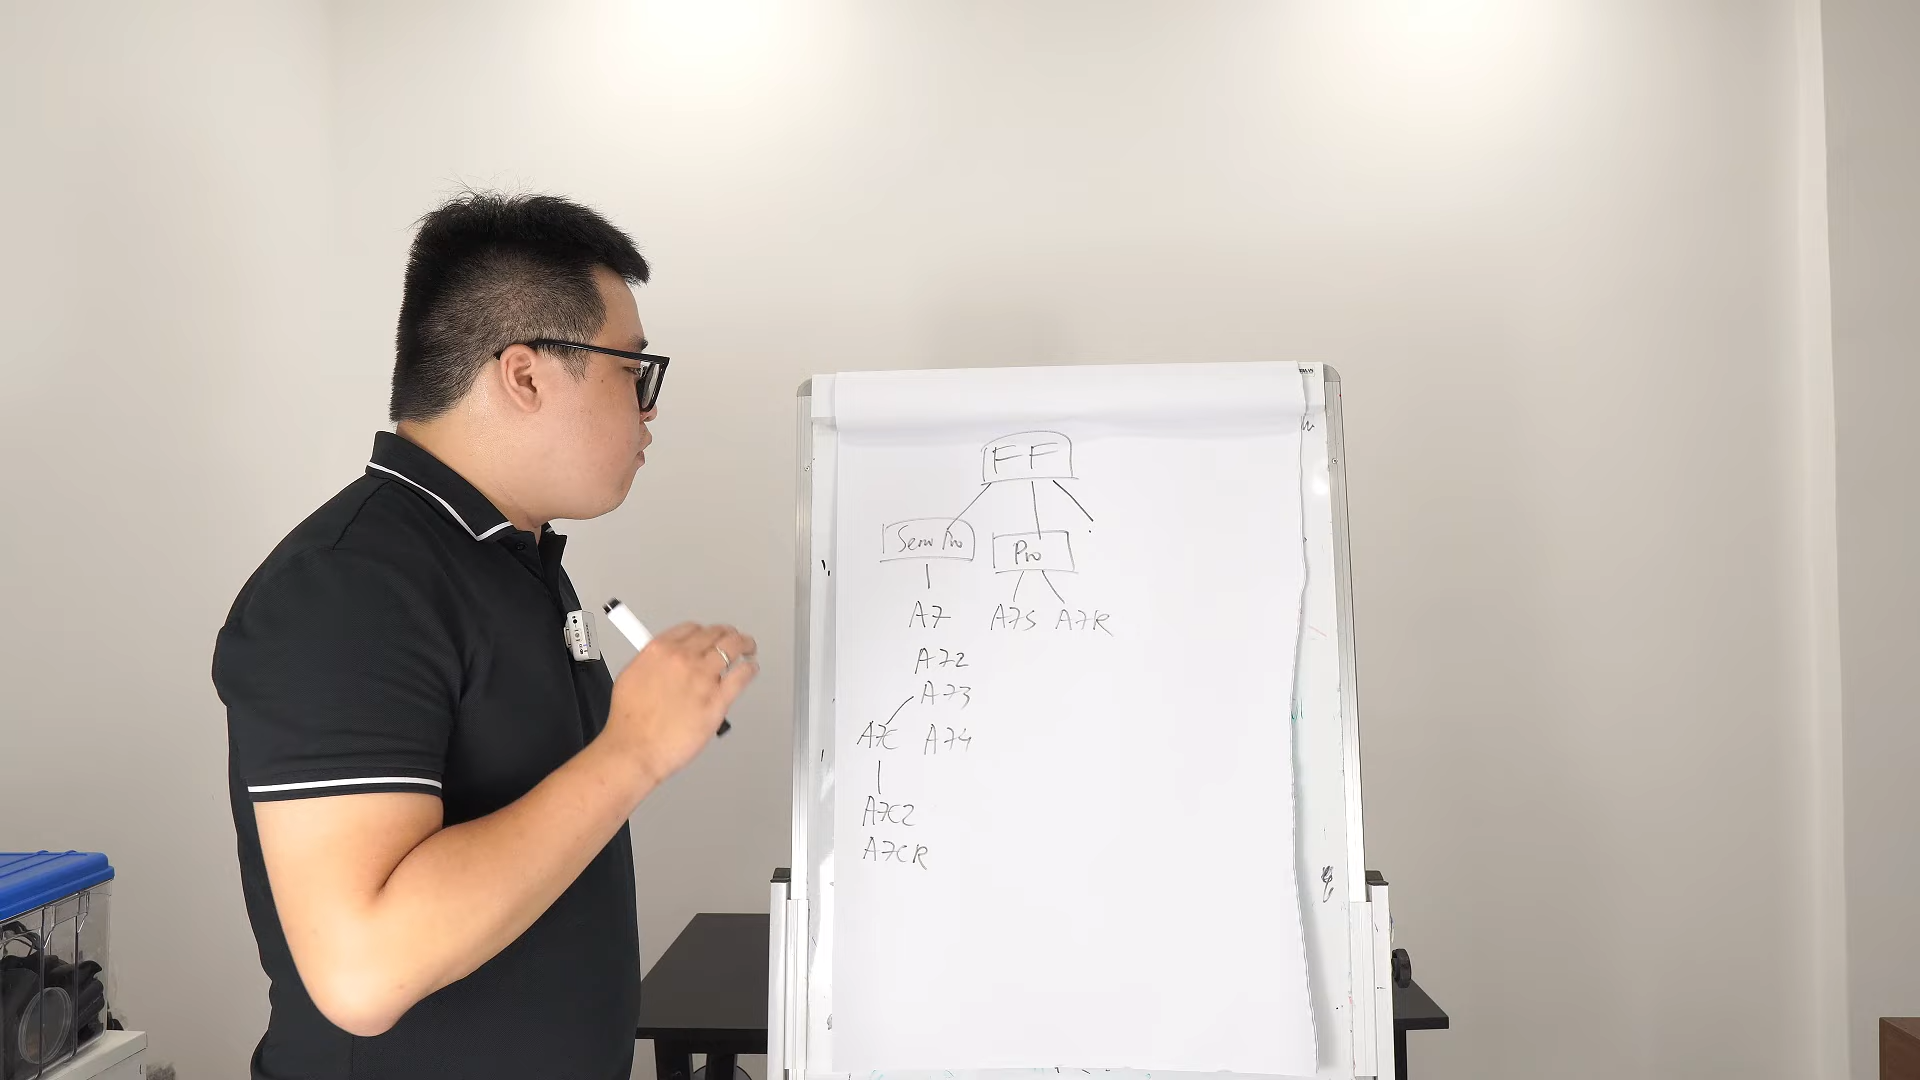 FF
Semi Pro
Pro
A7
A7S A7R
A72
A73
A7C A74
A7C2
A7CR